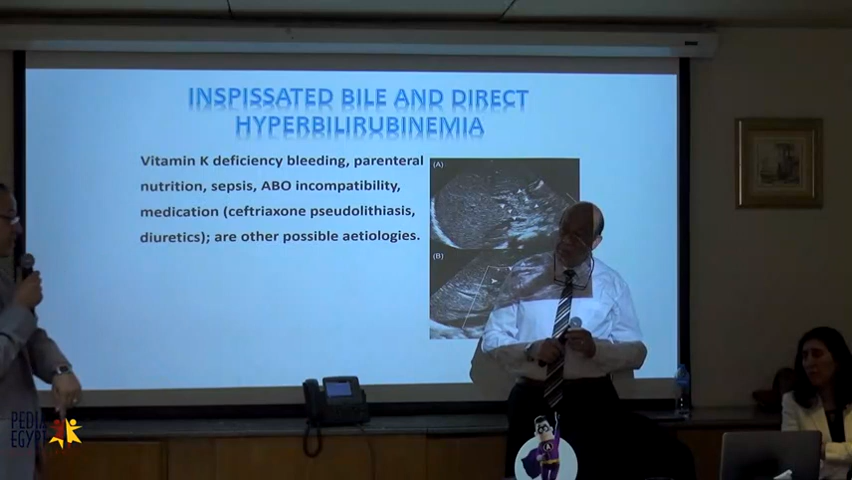 INSPISSATED BILE AND DIRECT
HYPERBILIRUBINEMIA
Vitamin K deficiency bleeding, parenteral
nutrition, sepsis, ABO incompatibility,
medication (ceftriaxone pseudolithiasis,
diuretics); are other possible aetiologies.
(A)
(B)
PEDIA
EGYPT